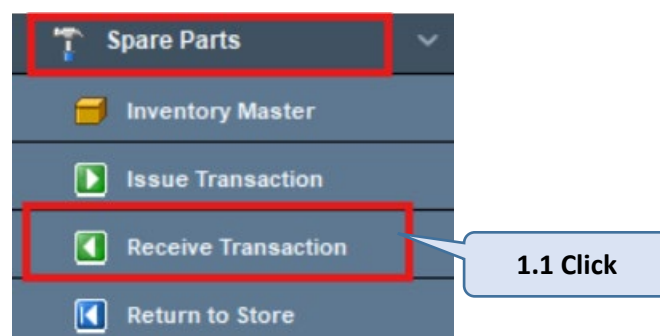 Spare Parts
Inventory Master
Issue Transaction
Receive Transaction
1.1 Click
Return to Store